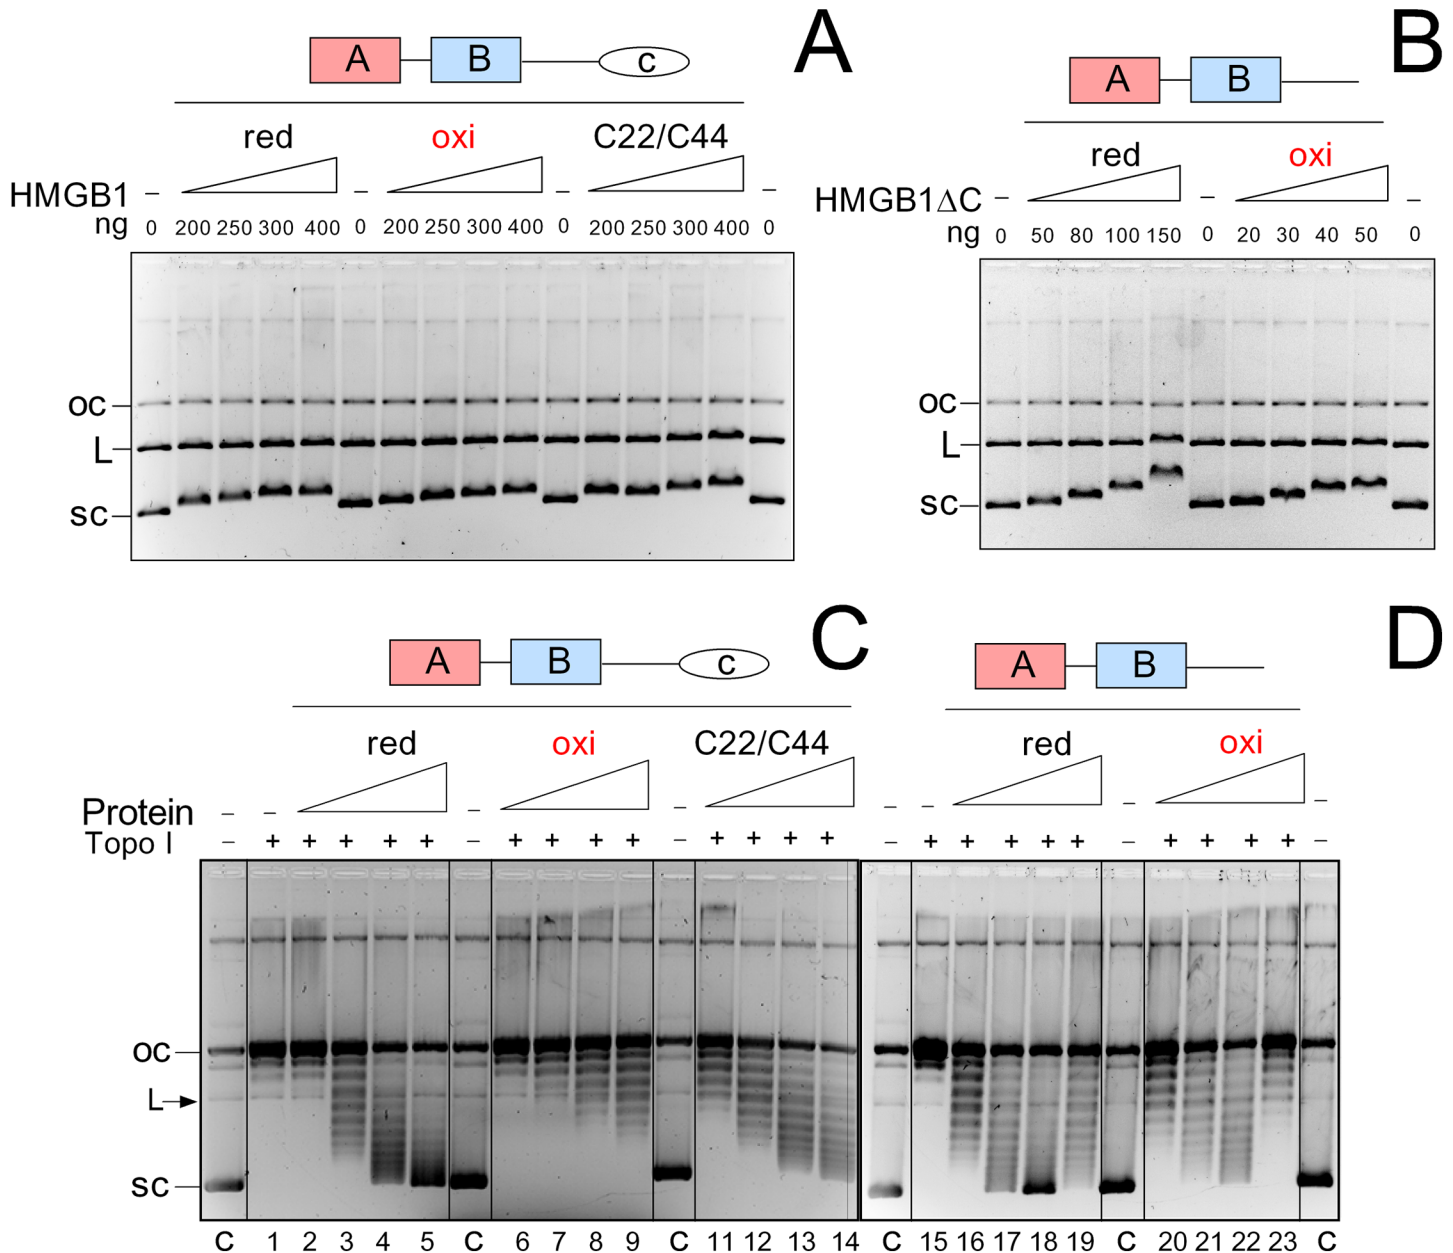 A
A B C
red oxi C22/C44
HMGB1 – – – –
ng 0 200 250 300 400 0 200 250 300 400 0 200 250 300 400 0
oc
L
sc
B
A B
red oxi
HMGB1ΔC – – –
ng 0 50 80 100 150 0 20 30 40 50 0
oc
L
sc
C
A B C
red oxi C22/C44
Protein – – – –
Topo I – + + + + + – + + + + – + + + +
oc
L
sc
C 1 2 3 4 5 C 6 7 8 9 C 11 12 13 14
D
A B
red oxi
– – – –
– + + + + + – + + + + –
C 15 16 17 18 19 C 20 21 22 23 C